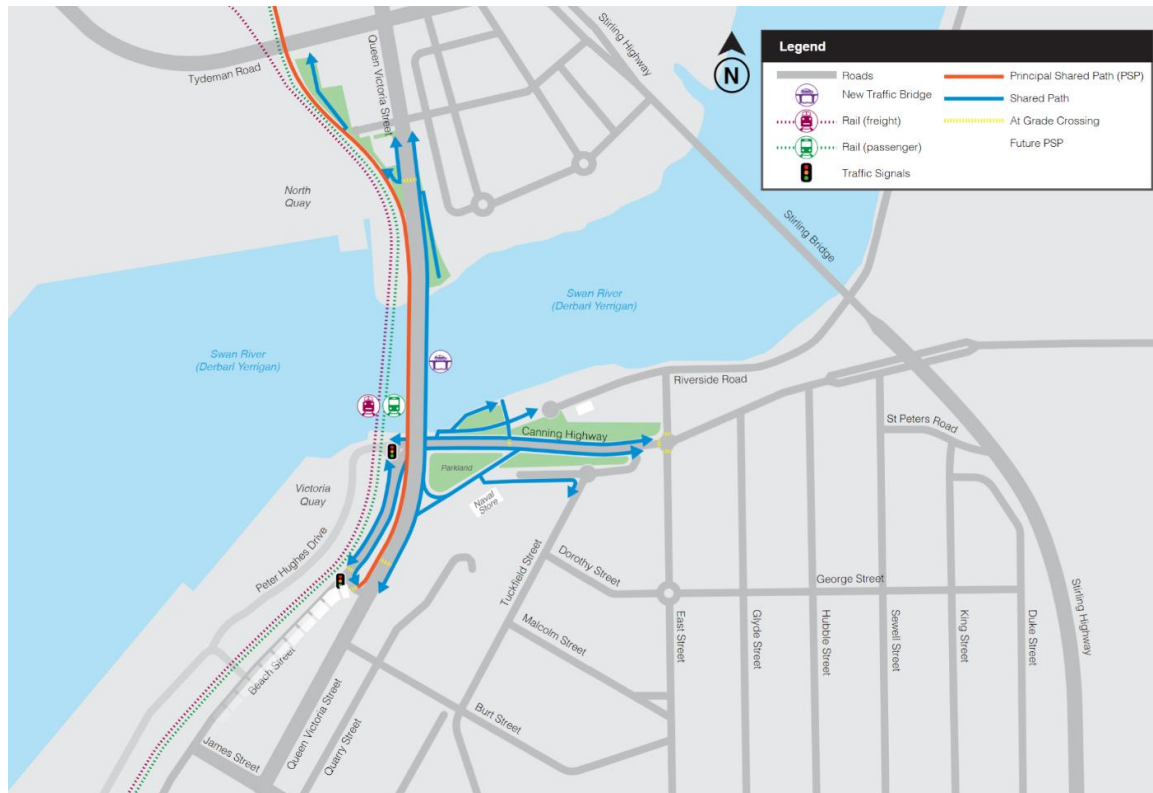 Stirling Highway
Queen Victoria Street
Tydeman Road
N
Legend
Roads
New Traffic Bridge
Rail (freight)
Rail (passenger)
Traffic Signals
Principal Shared Path (PSP)
Shared Path
At Grade Crossing
Future PSP
North
Quay
Stirling Bridge
Swan River
(Derbarl Yerrigan)
Swan River
(Derbarl Yerrigan)
Riverside Road
St Peters Road
Canning Highway
Parkland
Naval
Store
Victoria
Quay
Peter Hughes Drive
Tuckfield Street
Dorothy Street
George Street
Malcolm Street
East Street
Glyde Street
Hubble Street
Sewell Street
King Street
Duke Street
Stirling Highway
Beach Street
Burt Street
Queen Victoria Street
Quarry Street
James Street